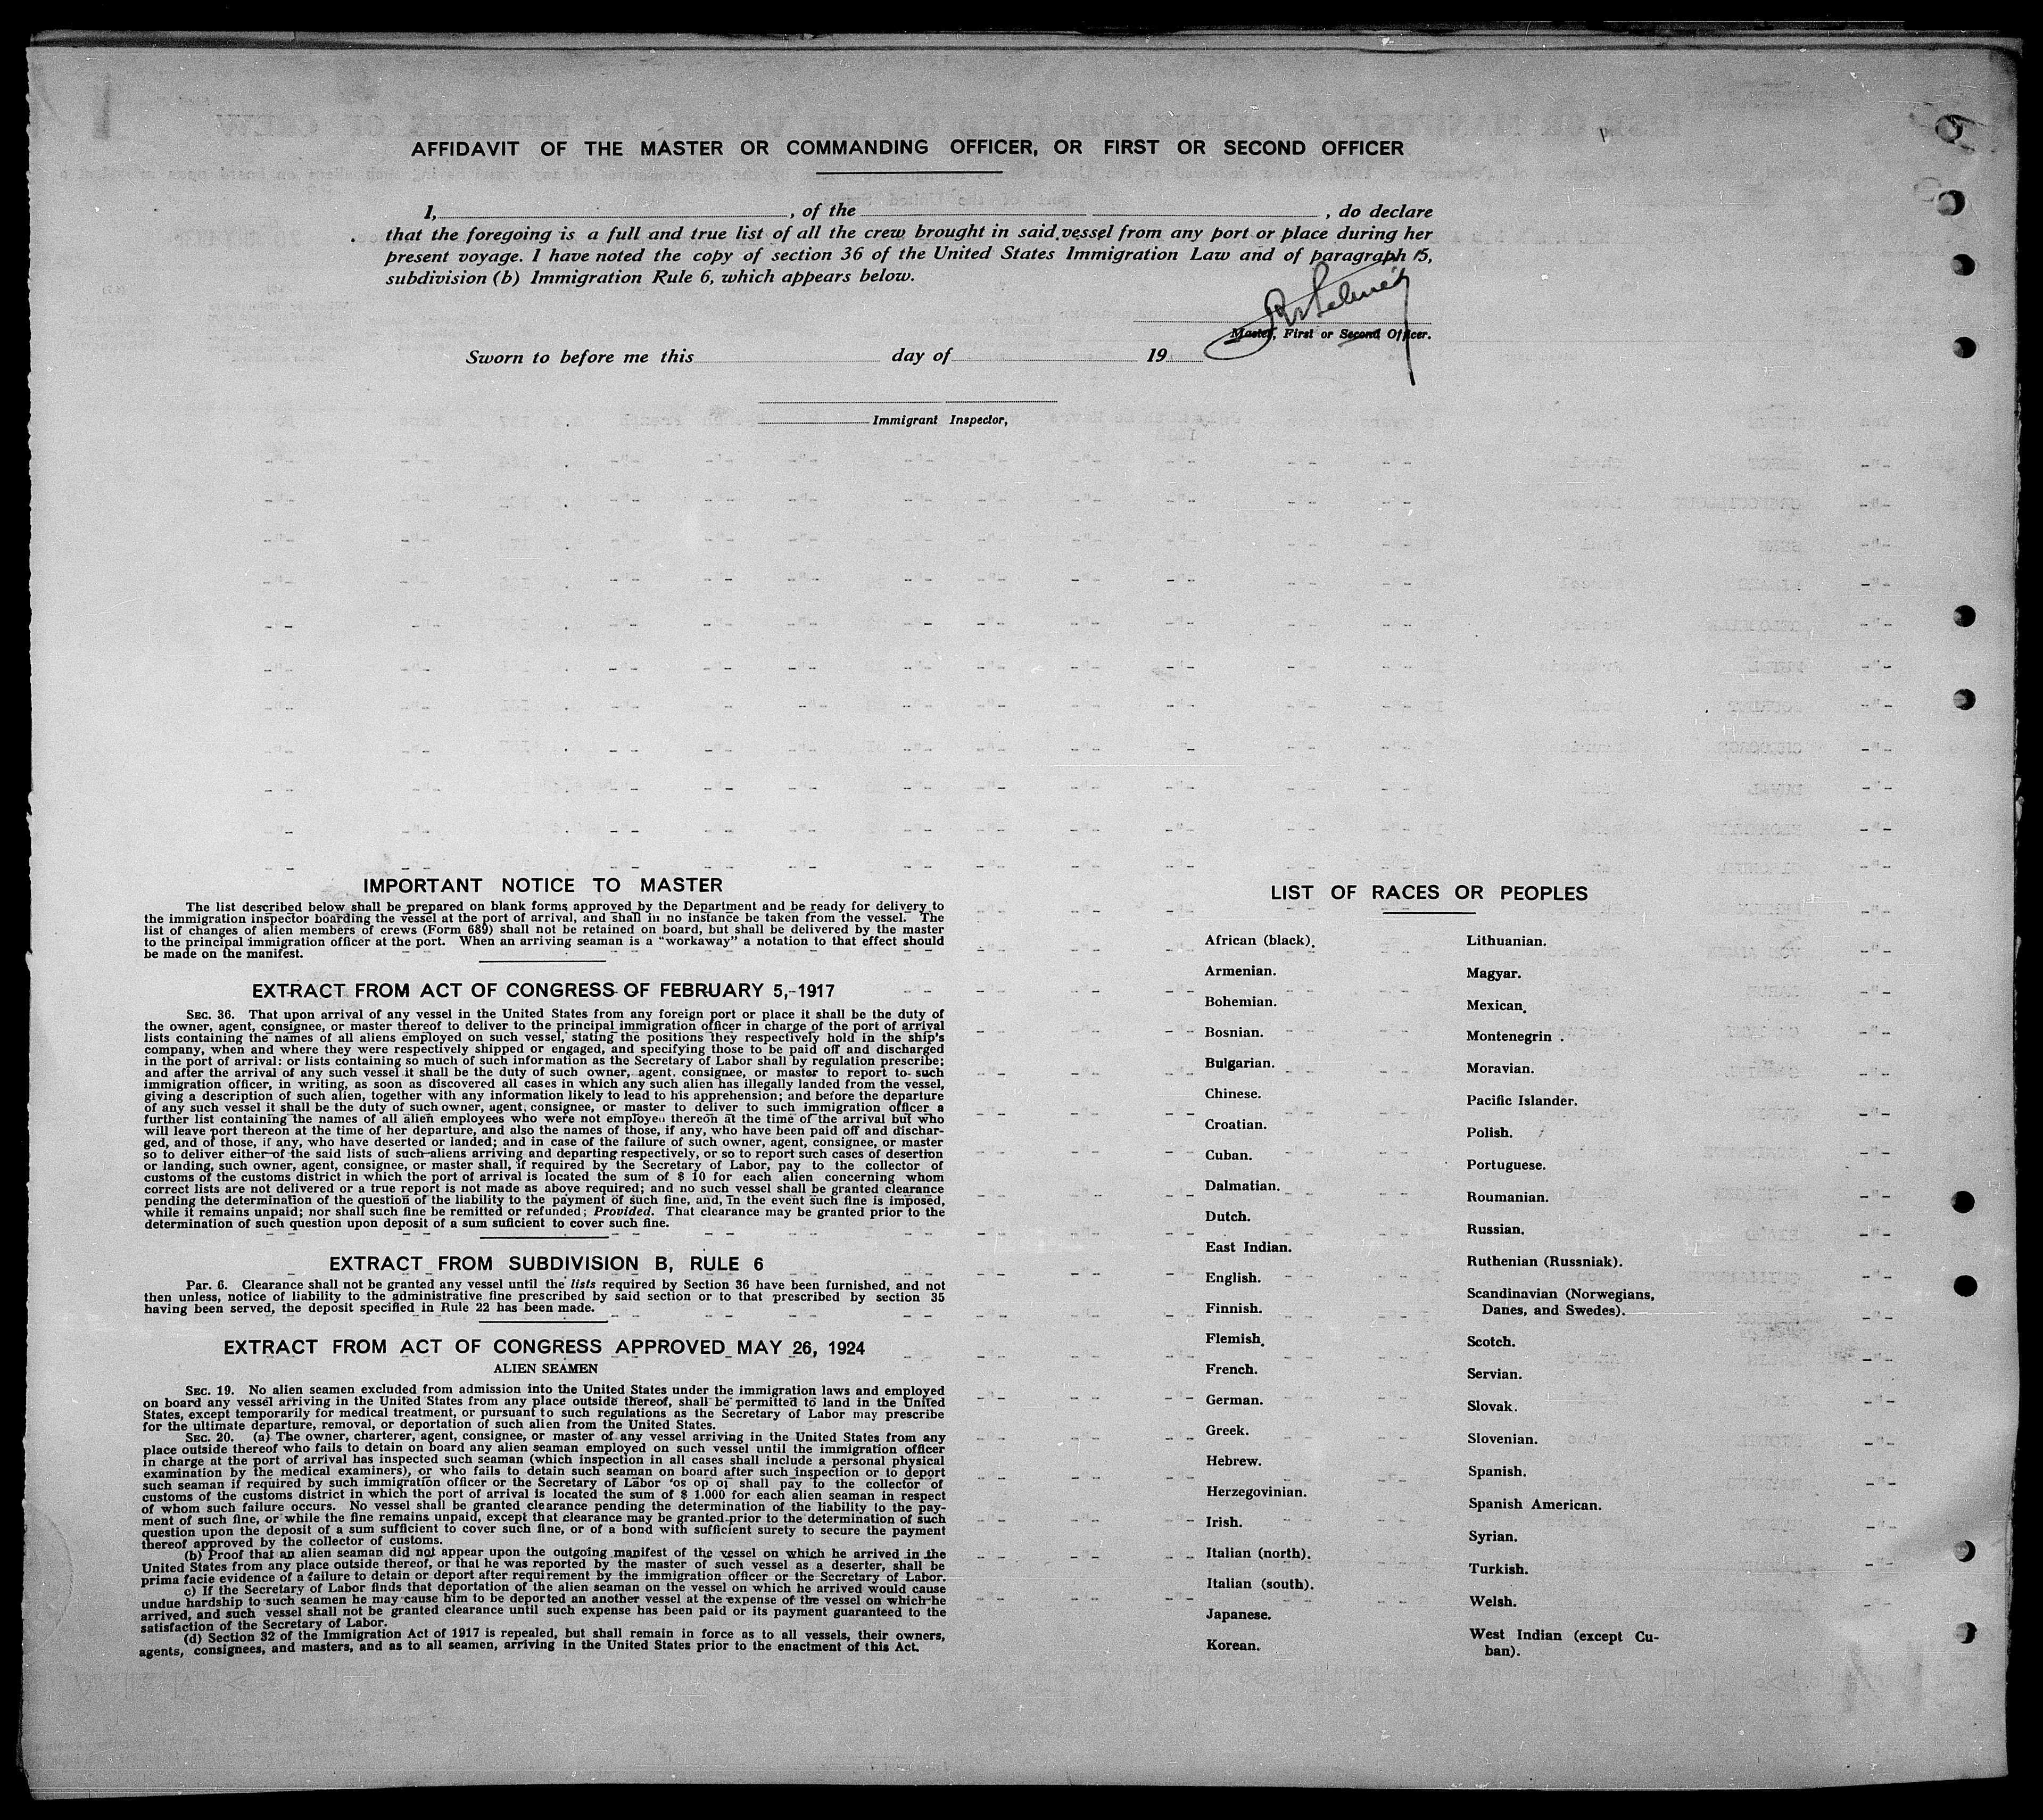 AFFIDAVIT OF THE MASTER OR COMMANDING OFFICER, OR FIRST OR SECOND OFFICER
I, , of the , do declare
that the foregoing is a full and true list of all the crew brought in said vessel from any port or place during her
present voyage. I have noted the copy of section 36 of the United States Immigration Law and of paragraph 5,
subdivision (b) Immigration Rule 6, which appears below.
Master, First or Second Officer.
Sworn to before me this day of 19
Immigrant Inspector,
IMPORTANT NOTICE TO MASTER
The list described below shall be prepared on blank forms approved by the Department and be ready for delivery to
the immigration inspector boarding the vessel at the port of arrival, and shall in no instance be taken from the vessel. The
list of changes of alien members of crews (Form 689) shall not be retained on board, but shall be delivered by the master
to the principal immigration officer at the port. When an arriving seaman is a "workaway" a notation to that effect should
be made on the manifest.
EXTRACT FROM ACT OF CONGRESS OF FEBRUARY 5, 1917
SEC. 36. That upon arrival of any vessel in the United States from any foreign port or place it shall be the duty of
the owner, agent, consignee, or master thereof to deliver to the principal immigration officer in charge of the port of arrival
lists containing the names of all aliens employed on such vessel, stating the positions they respectively hold in the ship's
company, when and where they were respectively shipped or engaged, and specifying those to be paid off and discharged
in the port of arrival: or lists containing so much of such information as the Secretary of Labor shall by regulation prescribe;
and after the arrival of any such vessel it shall be the duty of such owner, agent, consignee, or master to report to such
immigration officer, in writing, as soon as discovered all cases in which any such alien has illegally landed from the vessel,
giving a description of such alien, together with any information likely to lead to his apprehension; and before the departure
of any such vessel it shall be the duty of such owner, agent, consignee, or master to deliver to such immigration officer a
further list containing the names of all alien employees who were not employed thereon at the time of the arrival but who
will leave port thereon at the time of her departure, and also the names of those, if any, who have been paid off and dischar-
ged, and of those, if any, who have deserted or landed; and in case of the failure of such owner, agent, consignee, or master
so to deliver either of the said lists of such aliens arriving and departing respectively, or so to report such cases of desertion
or landing, such owner, agent, consignee, or master shall, if required by the Secretary of Labor, pay to the collector of
customs of the customs district in which the port of arrival is located the sum of $ 10 for each alien concerning whom
correct lists are not delivered or a true report is not made as above required; and no such vessel shall be granted clearance
pending the determination of the question of the liability to the payment of such fine, and, in the event such fine is imposed,
while it remains unpaid; nor shall such fine be remitted or refunded; Provided. That clearance may be granted prior to the
determination of such question upon deposit of a sum suficient to cover such fine.
EXTRACT FROM SUBDIVISION B, RULE 6
Par. 6. Clearance shall not be granted any vessel until the lists required by Section 36 have been furnished, and not
then unless, notice of liability to the administrative fine prescribed by said section or to that prescribed by section 35
having been served, the deposit specified in Rule 22 has been made.
EXTRACT FROM ACT OF CONGRESS APPROVED MAY 26, 1924
ALIEN SEAMEN
SEC. 19. No alien seamen excluded from admission into the United States under the immigration laws and employed
on board any vessel arriving in the United States from any place outside thereof, shall be permitted to land in the United
States, except temporarily for medical treatment, or pursuant to such regulations as the Secretary of Labor may prescribe
for the ultimate departure, removal, or deportation of such alien from the United States.
SEC. 20. (a) The owner, charterer, agent, consignee, or master of any vessel arriving in the United States from any
place outside thereof who fails to detain on board any alien seaman employed on such vessel until the immigration officer
in charge at the port of arrival has inspected such seaman (which inspection in all cases shall include a personal physical
examination by the medical examiners), or who fails to detain such seaman on board after such inspection or to deport
such seaman if required by such immigration officer or the Secretary of Labor 'os op oj shall pay to the collector of
customs of the customs district in which the port of arrival is located the sum of $ 1.000 for each alien seaman in respect
of whom such failure occurs. No vessel shall be granted clearance pending the determination of the liability to the pay-
ment of such fine, or while the fine remains unpaid, except that clearance may be granted prior to the determination of such
question upon the deposit of a sum sufficient to cover such fine, or of a bond with sufficient surety to secure the payment
thereof approved by the collector of customs.
(b) Proof that an alien seaman did not appear upon the outgoing manifest of the vessel on which he arrived in the
United States from any place outside thereof, or that he was reported by the master of such vessel as a deserter, shall be
prima facie evidence of a failure to detain or deport after requirement by the immigration officer or the Secretary of Labor.
c) If the Secretary of Labor finds that deportation of the alien seaman on the vessel on which he arrived would cause
undue hardship to such seamen he may cause him to be deported an another vessel at the expense of the vessel on which he
arrived, and such vessel shall not be granted clearance until such expense has been paid or its payment guaranteed to the
satisfaction of the Secretary of Labor.
(d) Section 32 of the Immigration Act of 1917 is repealed, but shall remain in force as to all vessels, their owners,
agents, consignees, and masters, and as to all seamen, arriving in the United States prior to the enactment of this Act.
LIST OF RACES OR PEOPLES
African (black).
Armenian.
Bohemian.
Bosnian.
Bulgarian.
Chinese.
Croatian.
Cuban.
Dalmatian.
Dutch.
East Indian.
English.
Finnish.
Flemish.
French.
German.
Greek.
Hebrew.
Herzegovinian.
Irish.
Italian (north).
Italian (south).
Japanese.
Korean.
Lithuanian.
Magyar.
Mexican.
Montenegrin .
Moravian.
Pacific Islander.
Polish.
Portuguese.
Roumanian.
Russian.
Ruthenian (Russniak).
Scandinavian (Norwegians,
Danes, and Swedes).
Scotch.
Servian.
Slovak.
Slovenian.
Spanish.
Spanish American.
Syrian.
Turkish.
Welsh.
West Indian (except Cu-
ban).